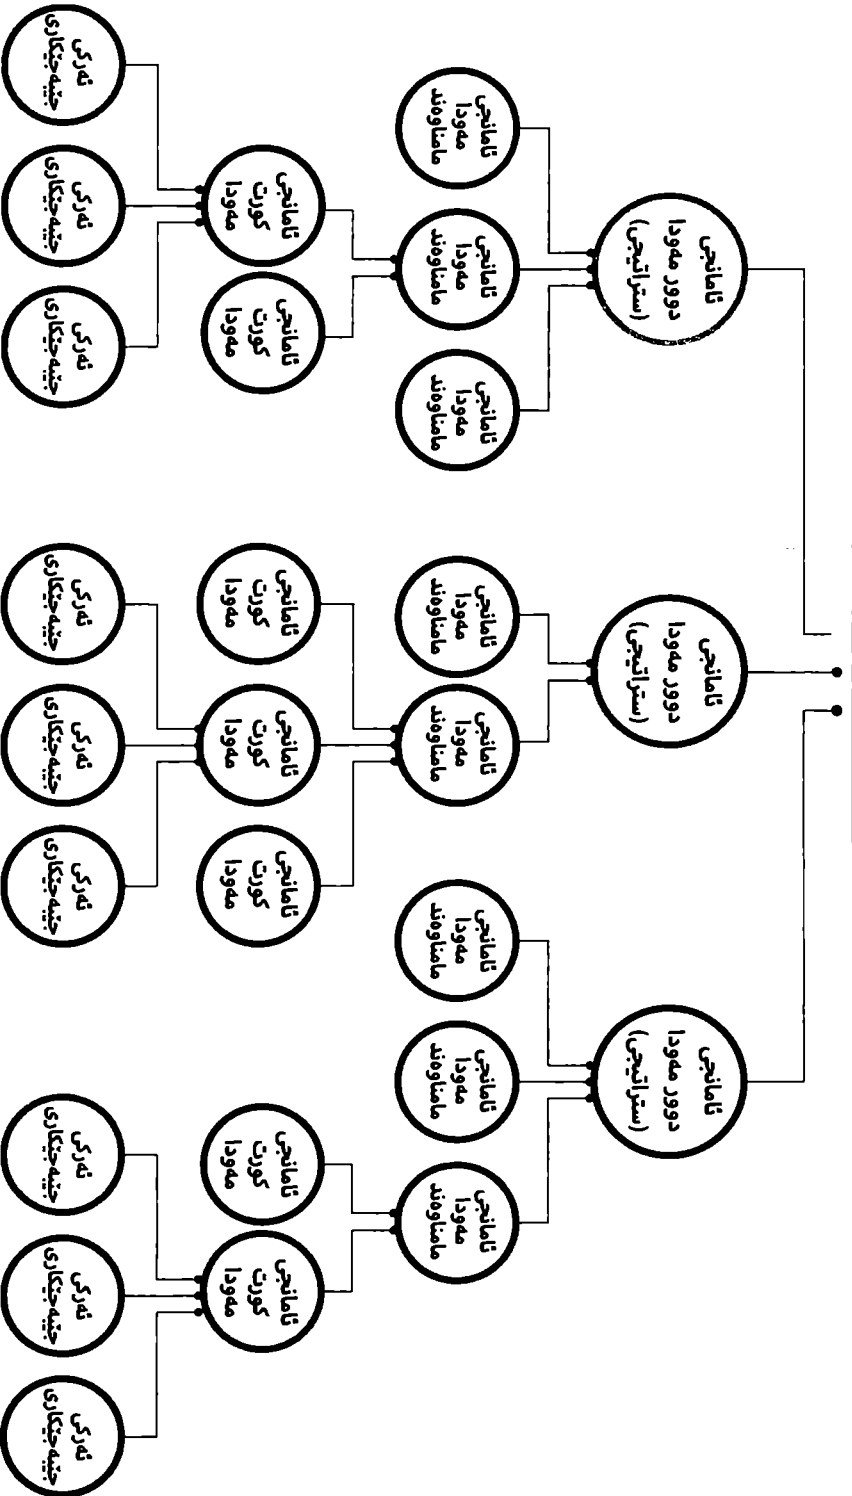 ئامانجی
دوور مەودا
(ستراتیجی)
ئامانجی
دوور مەودا
(ستراتیجی)
ئامانجی
دوور مەودا
(ستراتیجی)
ئامانجی
مەودا
مامناوەند
ئامانجی
مەودا
مامناوەند
ئامانجی
مەودا
مامناوەند
ئامانجی
مەودا
مامناوەند
ئامانجی
مەودا
مامناوەند
ئامانجی
مەودا
مامناوەند
ئامانجی
مەودا
مامناوەند
ئامانجی
مەودا
مامناوەند
ئامانجی
کورت
مەودا
ئامانجی
کورت
مەودا
ئامانجی
کورت
مەودا
ئامانجی
کورت
مەودا
ئامانجی
کورت
مەودا
ئامانجی
کورت
مەودا
ئامانجی
کورت
مەودا
ئەرکی
جێبەجێکاری
ئەرکی
جێبەجێکاری
ئەرکی
جێبەجێکاری
ئەرکی
جێبەجێکاری
ئەرکی
جێبەجێکاری
ئەرکی
جێبەجێکاری
ئەرکی
جێبەجێکاری
ئەرکی
جێبەجێکاری
ئەرکی
جێبەجێکاری